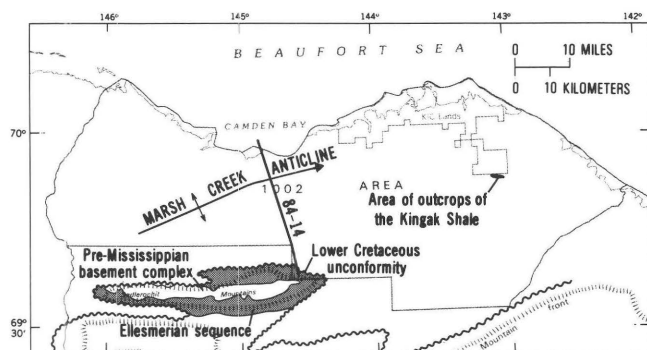 146° 145° 144° 143° 142°
BEAUFORT SEA
0 10 MILES
0 10 KILOMETERS
CAMDEN BAY
KIC Lands
70°
MARSH CREEK ANTICLINE
1002 AREA
84-14
Area of outcrops of
the Kingak Shale
Pre-Mississippian
basement complex
Lower Cretaceous
unconformity
Mountains
Ellesmerian sequence
Mountain
front
69°
30'